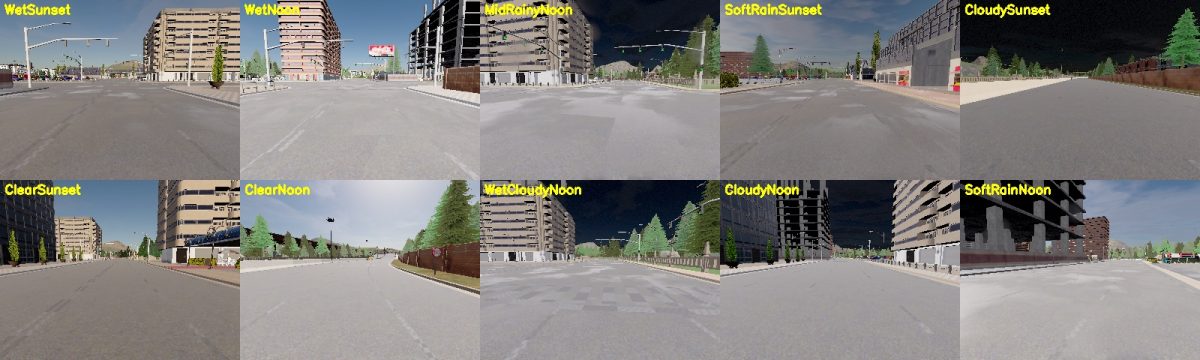 WetSunset
WetNoon
MidRainyNoon
SoftRainSunset
CloudySunset
ClearSunset
ClearNoon
WetCloudyNoon
CloudyNoon
SoftRainNoon